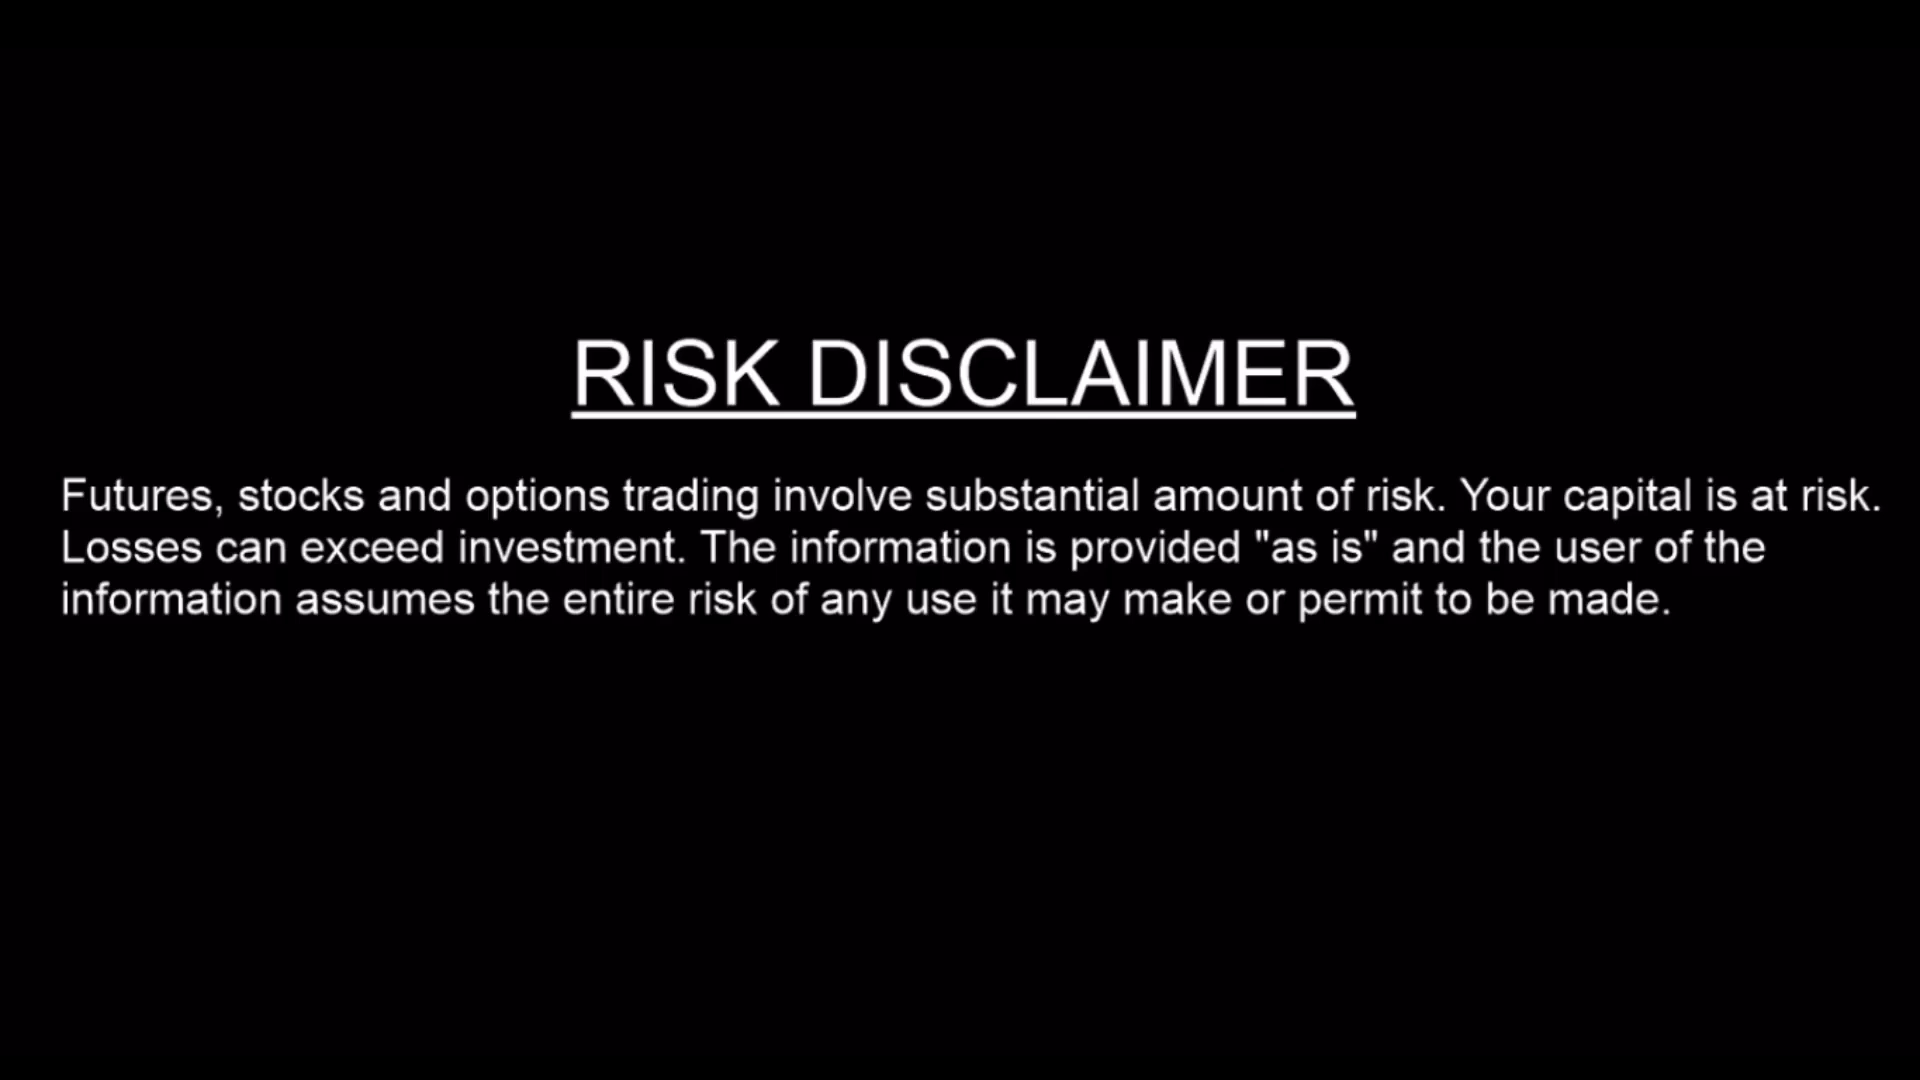 RISK DISCLAIMER
Futures, stocks and options trading involve substantial amount of risk. Your capital is at risk.
Losses can exceed investment. The information is provided "as is" and the user of the
information assumes the entire risk of any use it may make or permit to be made.